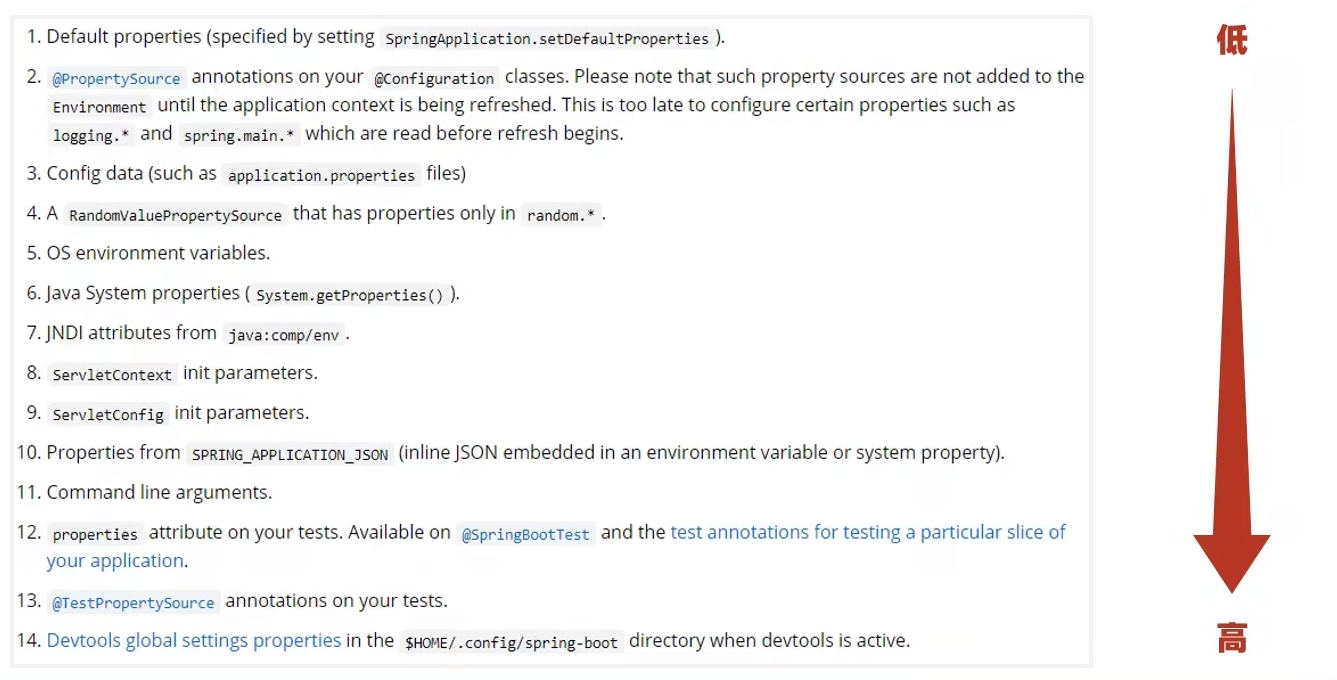 1. Default properties (specified by setting SpringApplication.setDefaultProperties ).
2. @PropertySource annotations on your @Configuration classes. Please note that such property sources are not added to the
Environment until the application context is being refreshed. This is too late to configure certain properties such as
logging.* and spring.main.* which are read before refresh begins.
3. Config data (such as application.properties files)
4. A RandomValuePropertySource that has properties only in random.* .
5. OS environment variables.
6. Java System properties ( System.getProperties() ).
7. JNDI attributes from java:comp/env .
8. ServletContext init parameters.
9. ServletConfig init parameters.
10. Properties from SPRING_APPLICATION_JSON (inline JSON embedded in an environment variable or system property).
11. Command line arguments.
12. properties attribute on your tests. Available on @SpringBootTest and the test annotations for testing a particular slice of
your application.
13. @TestPropertySource annotations on your tests.
14. Devtools global settings properties in the $HOME/.config/spring-boot directory when devtools is active.
低
高